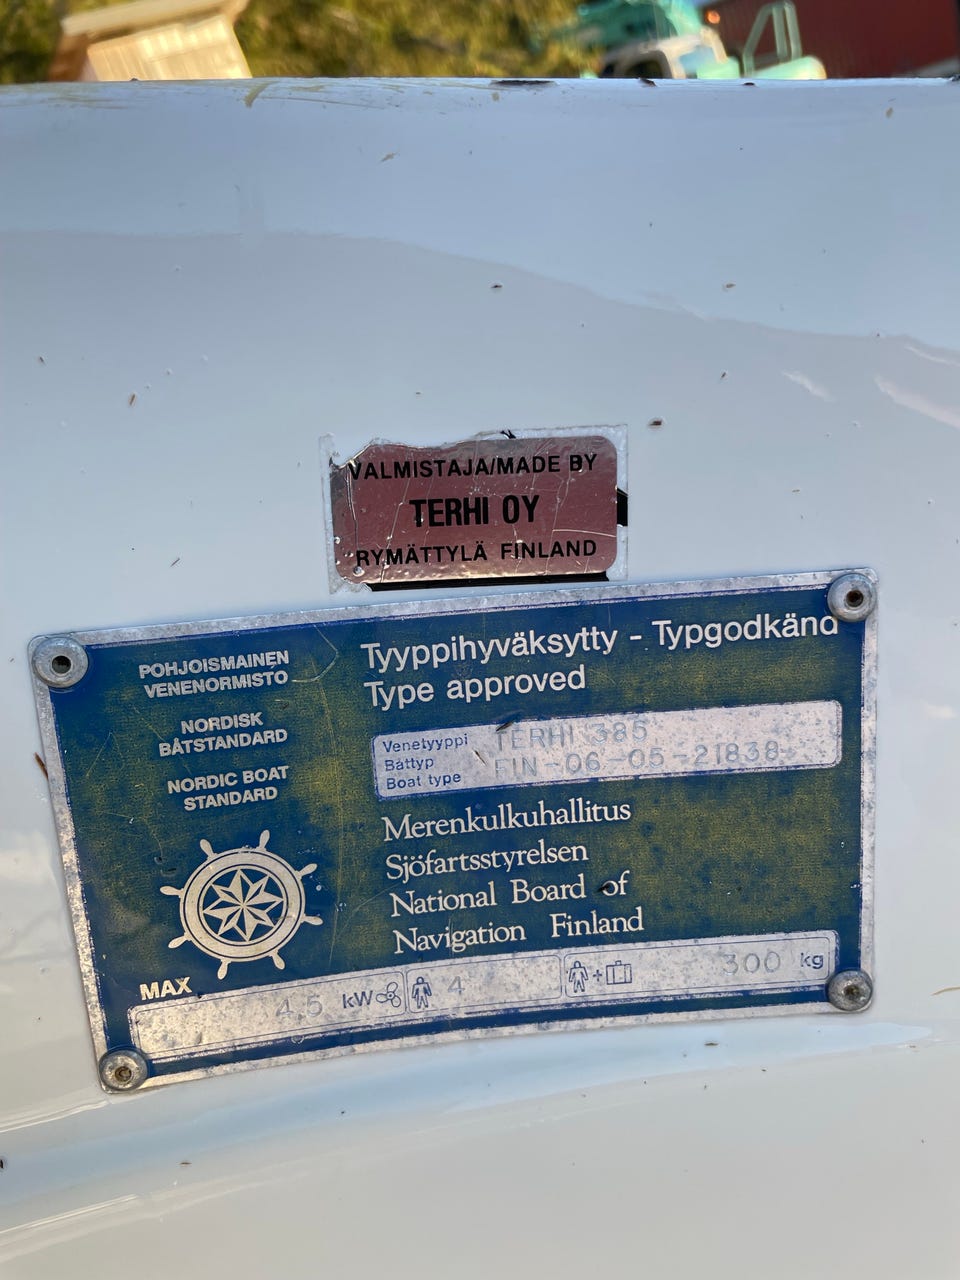 VALMISTAJA/MADE BY
TERHI OY
RYMÄTTYLÄ FINLAND
POHJOISMAINEN
VENENORMISTO
NORDISK
BÅTSTANDARD
NORDIC BOAT
STANDARD
Tyyppihyväksytty - Typgodkänd
Type approved
Venetyyppi TERHI 385
Båttyp
Boat type FIN-06-05-21838
Merenkulkuhallitus
Sjöfartsstyrelsen
National Board of
Navigation Finland
MAX
4,5 kW 4 + 300 kg